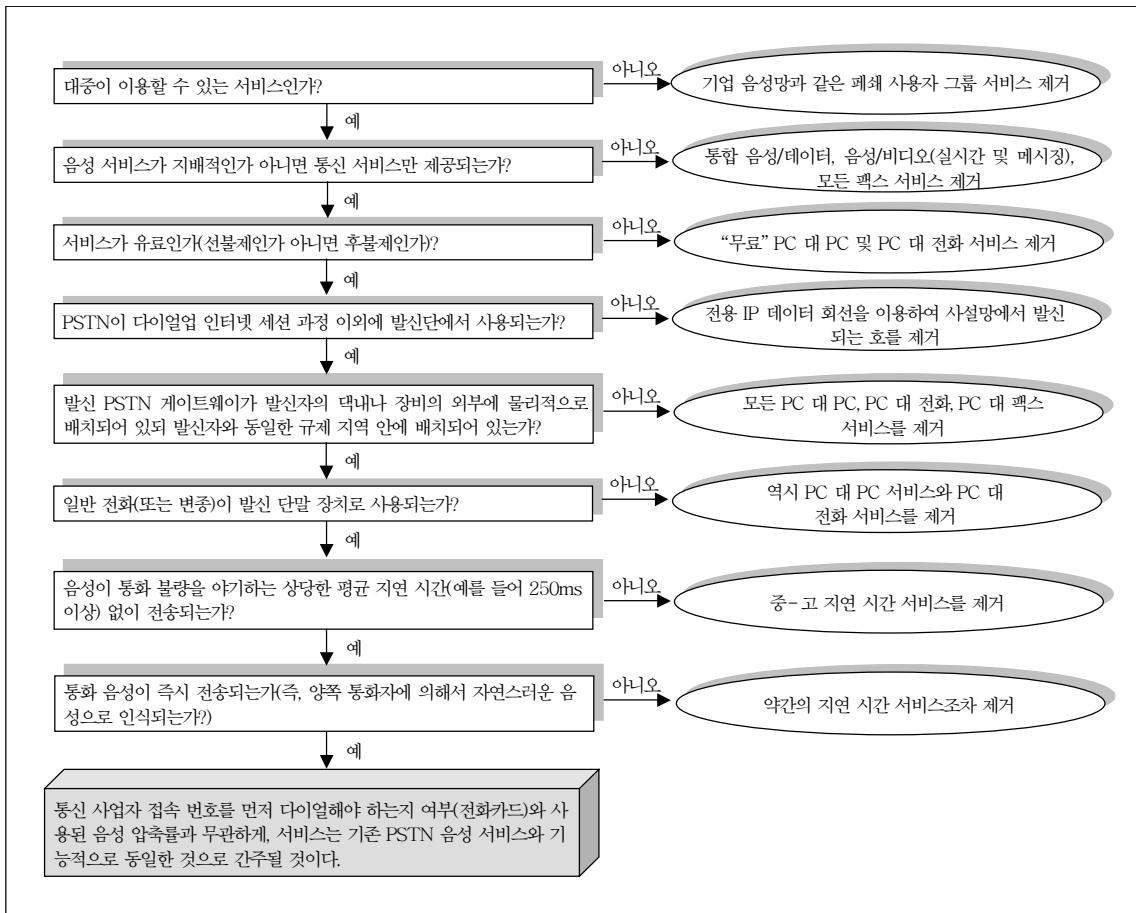 대중이 이용할 수 있는 서비스인가?
아니오
기업 음성망과 같은 폐쇄 사용자 그룹 서비스 제거
예
음성 서비스가 지배적인가 아니면 통신 서비스만 제공되는가?
아니오
통합 음성/데이터, 음성/비디오(실시간 및 메시징),
모든 팩스 서비스 제거
예
서비스가 유료인가(선불제인가 아니면 후불제인가)?
아니오
“무료” PC 대 PC 및 PC 대 전화 서비스 제거
예
PSTN이 다이얼업 인터넷 세션 과정 이외에 발신단에서 사용되는가?
아니오
전용 IP 데이터 회선을 이용하여 사설망에서 발신
되는 호를 제거
예
발신 PSTN 게이트웨이가 발신자의 댁내나 장비의 외부에 물리적으로
배치되어 있되 발신자와 동일한 규제 지역 안에 배치되어 있는가?
아니오
모든 PC 대 PC, PC 대 전화, PC 대 팩스
서비스를 제거
예
일반 전화(또는 변종)이 발신 단말 장치로 사용되는가?
아니오
역시 PC 대 PC 서비스와 PC 대
전화 서비스를 제거
예
음성이 통화 불량을 야기하는 상당한 평균 지연 시간(예를 들어 250ms
이상) 없이 전송되는가?
아니오
중-고 지연 시간 서비스를 제거
예
통화 음성이 즉시 전송되는가(즉, 양쪽 통화자에 의해서 자연스러운 음
성으로 인식되는가?)
아니오
약간의 지연 시간 서비스조차 제거
예
통신 사업자 접속 번호를 먼저 다이얼해야 하는지 여부(전화카드)와 사
용된 음성 압축률과 무관하게, 서비스는 기존 PSTN 음성 서비스와 기
능적으로 동일한 것으로 간주될 것이다.